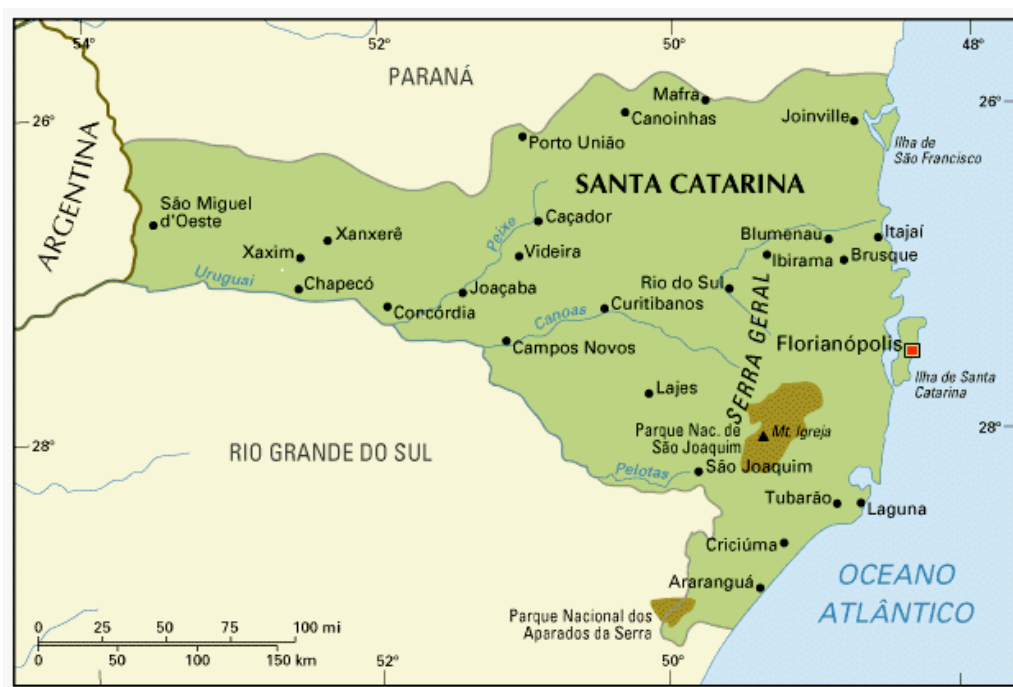 54°
52°
50°
48°
PARANÁ
26°
26°
Mafra
Canoinhas
Joinville
Porto União
Ilha de
São Francisco
ARGENTINA
SANTA CATARINA
São Miguel
d'Oeste
Caçador
Peixe
Xanxerê
Blumenau
Itajaí
Xaxim
Videira
Ibirama
Brusque
Uruguai
Chapecó
Joaçaba
Rio do Sul
Concórdia
Canoas
Curitibanos
SERRA GERAL
Campos Novos
Florianópolis
Ilha de Santa
Catarina
Lajes
28°
28°
RIO GRANDE DO SUL
Parque Nac. de
São Joaquim
Mt. Igreja
Pelotas
São Joaquim
Tubarão
Laguna
Criciúma
Araranguá
OCEANO
ATLÂNTICO
Parque Nacional dos
Aparados da Serra
0 25 50 75 100 mi
0 50 100 150 km
52°
50°